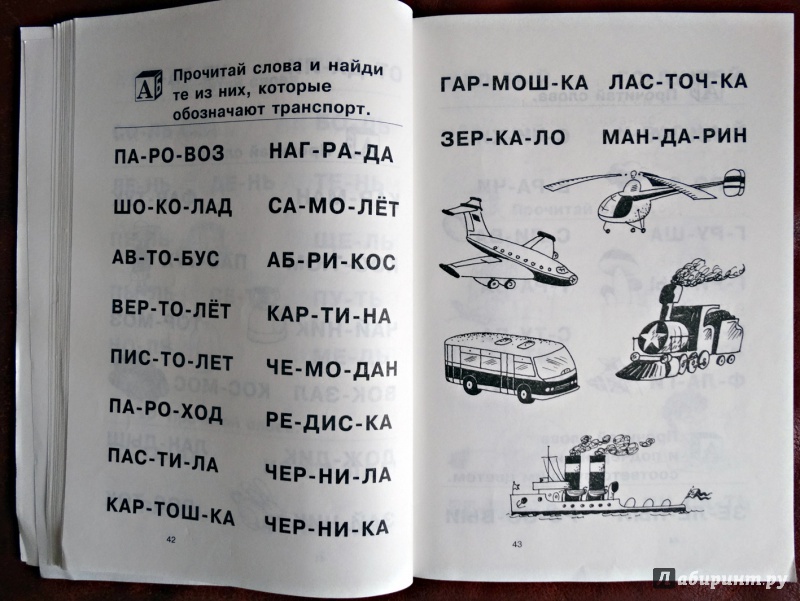 АБ
Прочитай слова и найди
те из них, которые
обозначают транспорт.
ПА-РО-ВОЗ НАГ-РА-ДА
ШО-КО-ЛАД СА-МО-ЛЁТ
АВ-ТО-БУС АБ-РИ-КОС
ВЕР-ТО-ЛЁТ КАР-ТИ-НА
ПИС-ТО-ЛЕТ ЧЕ-МО-ДАН
ПА-РО-ХОД РЕ-ДИС-КА
ПАС-ТИ-ЛА ЧЕР-НИ-ЛА
КАР-ТОШ-КА ЧЕР-НИ-КА
42
ГАР-МОШ-КА ЛАС-ТОЧ-КА
ЗЕР-КА-ЛО МАН-ДА-РИН
43
Лабиринт.ру